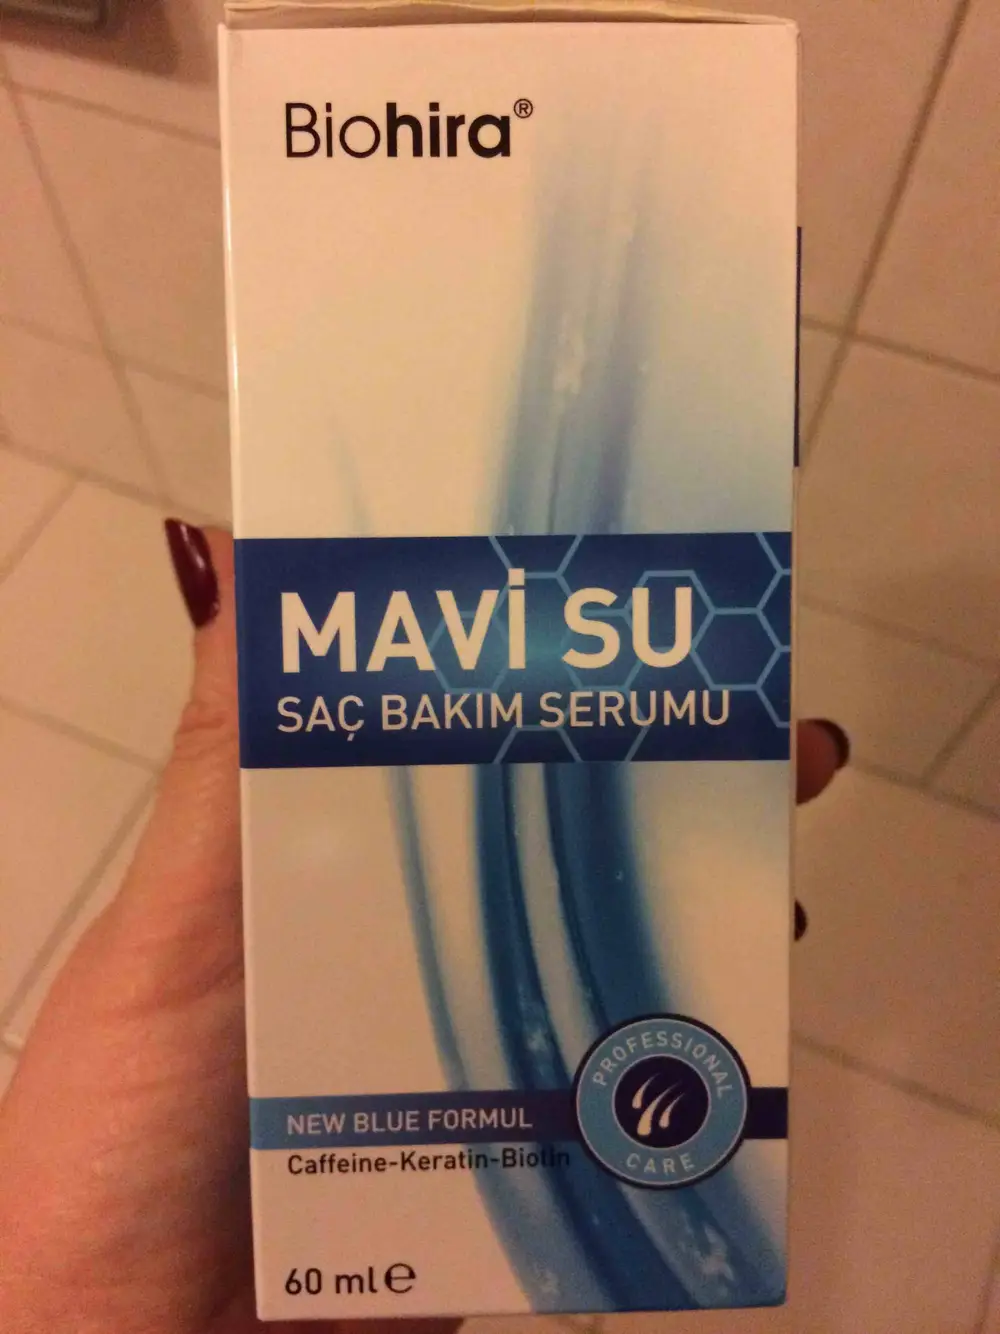 Biohira®
MAVİ SU
SAÇ BAKIM SERUMU
PROFESSIONAL
CARE
NEW BLUE FORMUL
Caffeine-Keratin-Biotin
60 ml ℮